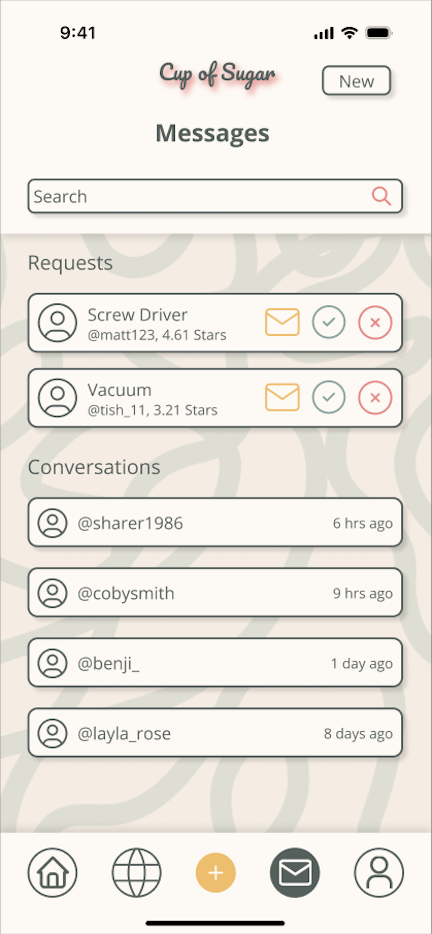 9:41
Cup of Sugar
New
Messages
Search
Requests
Screw Driver
@matt123, 4.61 Stars
Vacuum
@tish_11, 3.21 Stars
Conversations
@sharer1986
6 hrs ago
@cobysmith
9 hrs ago
@benji_
1 day ago
@layla_rose
8 days ago